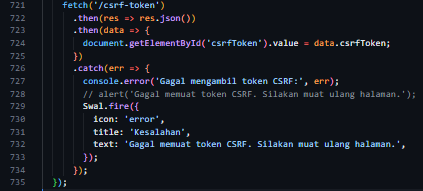 721 fetch('/csrf-token')
722 .then(res => res.json())
723 .then(data => {
724 document.getElementById('csrfToken').value = data.csrfToken;
725 })
726 .catch(err => {
727 console.error('Gagal mengambil token CSRF:', err);
728 // alert('Gagal memuat token CSRF. Silakan muat ulang halaman.');
729 Swal.fire({
730 icon: 'error',
731 title: 'Kesalahan',
732 text: 'Gagal memuat token CSRF. Silakan muat ulang halaman.',
733 });
734 });
735 });